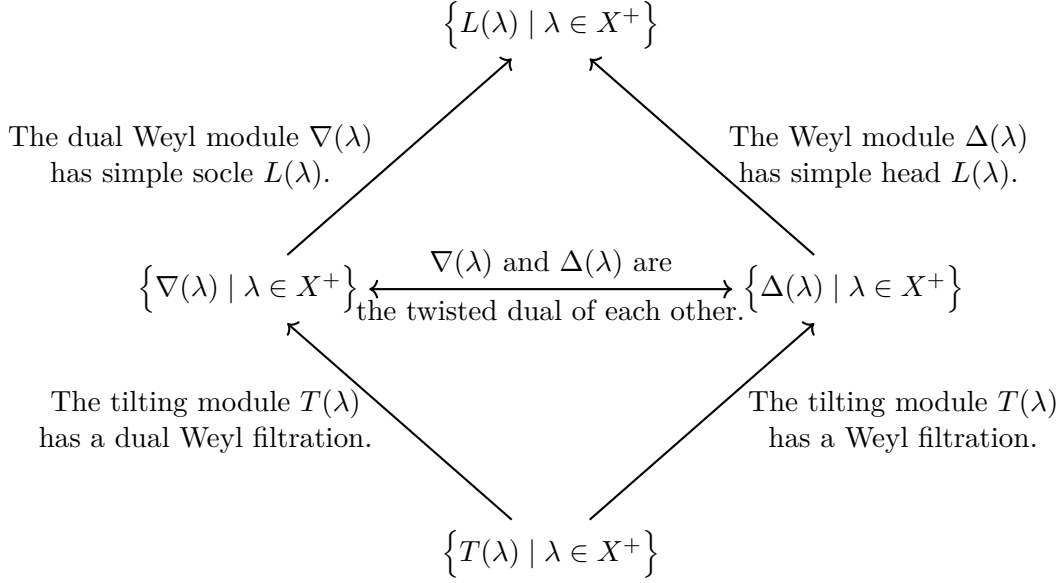 {L(λ) | λ ∈ X⁺}
The dual Weyl module ∇(λ)
has simple socle L(λ).
The Weyl module Δ(λ)
has simple head L(λ).
∇(λ) and Δ(λ) are
{∇(λ) | λ ∈ X⁺}
{Δ(λ) | λ ∈ X⁺}
the twisted dual of each other.
The tilting module T(λ)
has a dual Weyl filtration.
The tilting module T(λ)
has a Weyl filtration.
{T(λ) | λ ∈ X⁺}